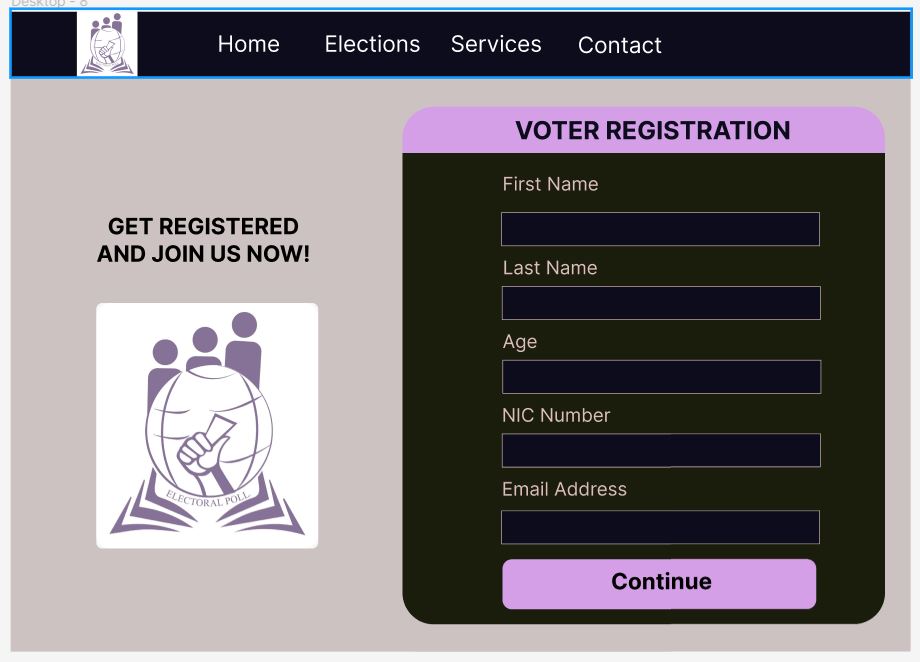 Desktop - 8
Home Elections Services Contact
VOTER REGISTRATION
First Name
Last Name
Age
NIC Number
Email Address
Continue
GET REGISTERED
AND JOIN US NOW!
ELECTORAL POLL